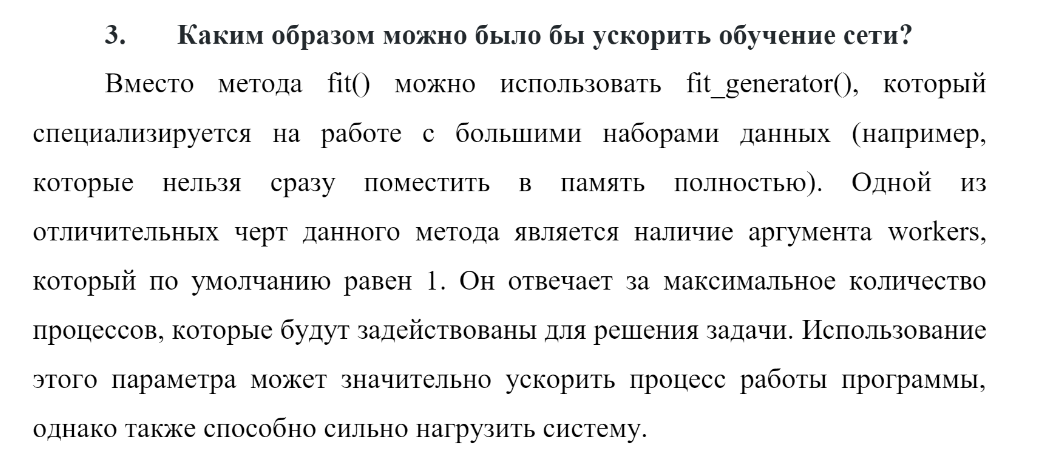 3. Каким образом можно было бы ускорить обучение сети?
Вместо метода fit() можно использовать fit_generator(), который
специализируется на работе с большими наборами данных (например,
которые нельзя сразу поместить в память полностью). Одной из
отличительных черт данного метода является наличие аргумента workers,
который по умолчанию равен 1. Он отвечает за максимальное количество
процессов, которые будут задействованы для решения задачи. Использование
этого параметра может значительно ускорить процесс работы программы,
однако также способно сильно нагрузить систему.